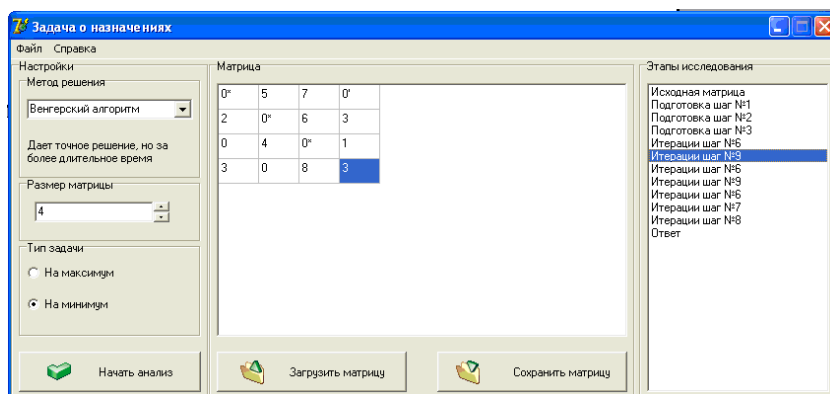 Задача о назначениях
Файл Справка
Настройки
Метод решения
Венгерский алгоритм
Дает точное решение, но за
более длительное время
Размер матрицы
4
Тип задачи
На максимум
На минимум
Начать анализ
Матрица
0* 5 7 0'
2 0* 6 3
0 4 0* 1
3 0 8 3
Загрузить матрицу
Сохранить матрицу
Этапы исследования
Исходная матрица
Подготовка шаг №1
Подготовка шаг №2
Подготовка шаг №3
Итерации шаг №6
Итерации шаг №9
Итерации шаг №6
Итерации шаг №9
Итерации шаг №6
Итерации шаг №7
Итерации шаг №8
Ответ